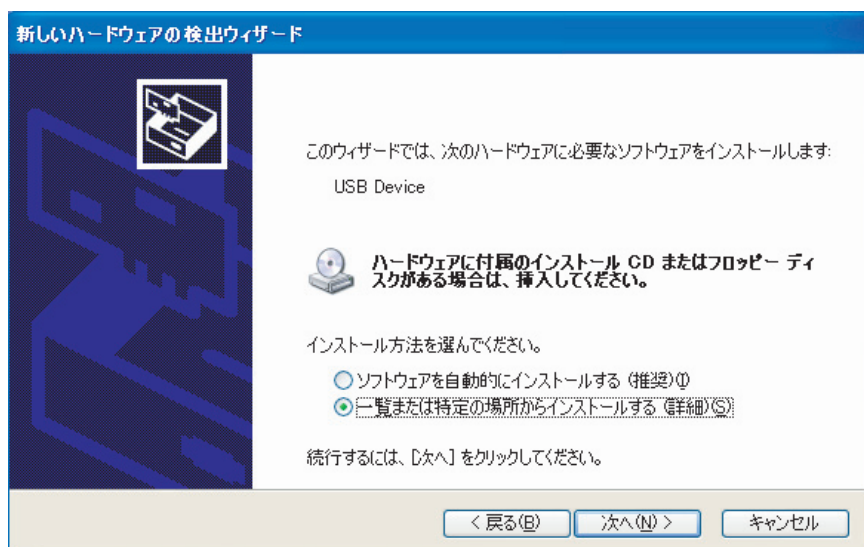 新しいハードウェアの検出ウィザード
このウィザードでは、次のハードウェアに必要なソフトウェアをインストールします:
USB Device
ハードウェアに付属のインストール CD またはフロッピー ディ
スクがある場合は、挿入してください。
インストール方法を選んでください。
ソフトウェアを自動的にインストールする (推奨)(I)
一覧または特定の場所からインストールする (詳細)(S)
続行するには、[次へ] をクリックしてください。
< 戻る(B) 次へ(N) > キャンセル